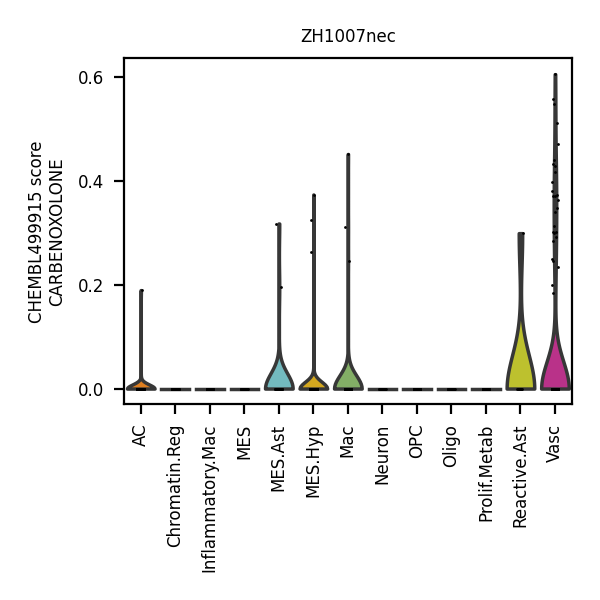 ZH1007nec
CHEMBL499915 score
CARBENOXOLONE
0.6
0.4
0.2
0.0
AC
Chromatin.Reg
Inflammatory.Mac
MES
MES.Ast
MES.Hyp
Mac
Neuron
OPC
Oligo
Prolif.Metab
Reactive.Ast
Vasc